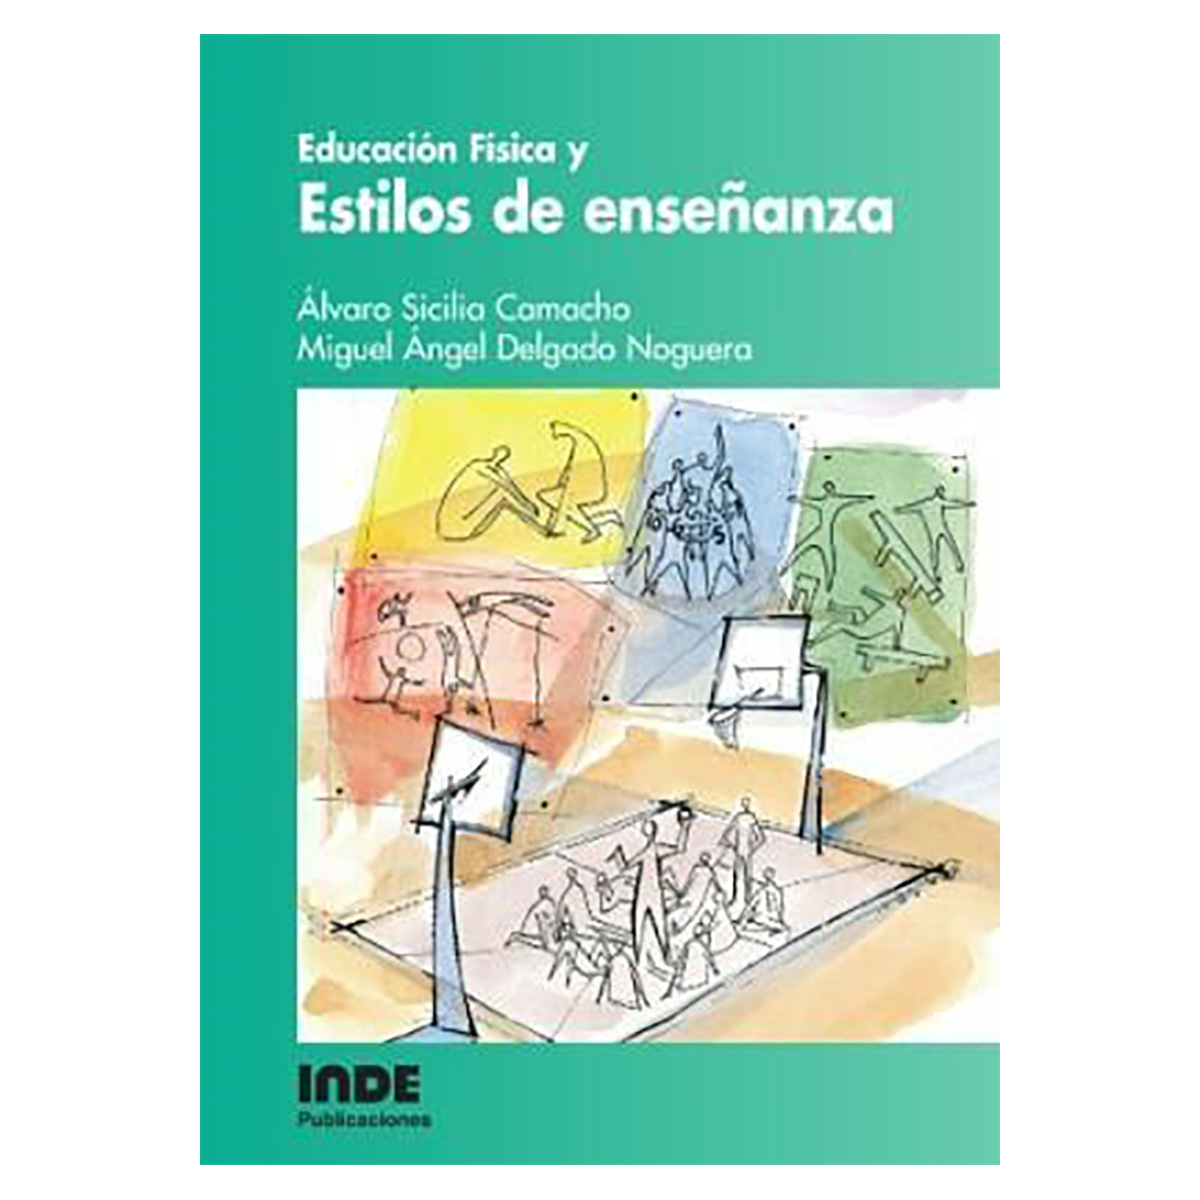 Educación Física y
Estilos de enseñanza
Álvaro Sicilia Camacho
Miguel Ángel Delgado Noguera
INDE
Publicaciones